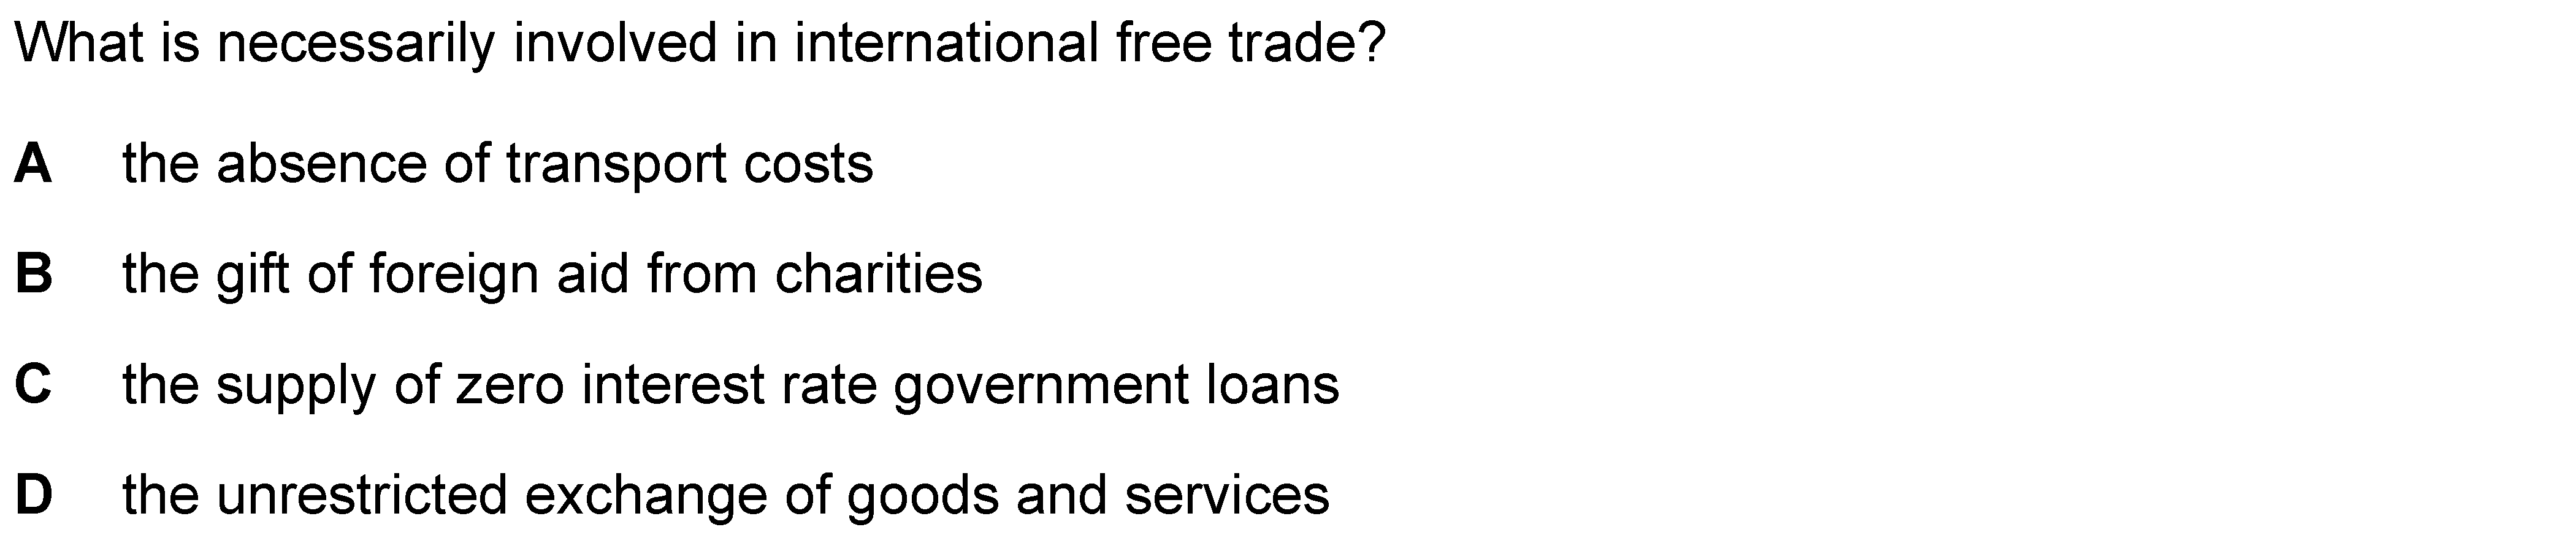 What is necessarily involved in international free trade?
A the absence of transport costs
B the gift of foreign aid from charities
C the supply of zero interest rate government loans
D the unrestricted exchange of goods and services